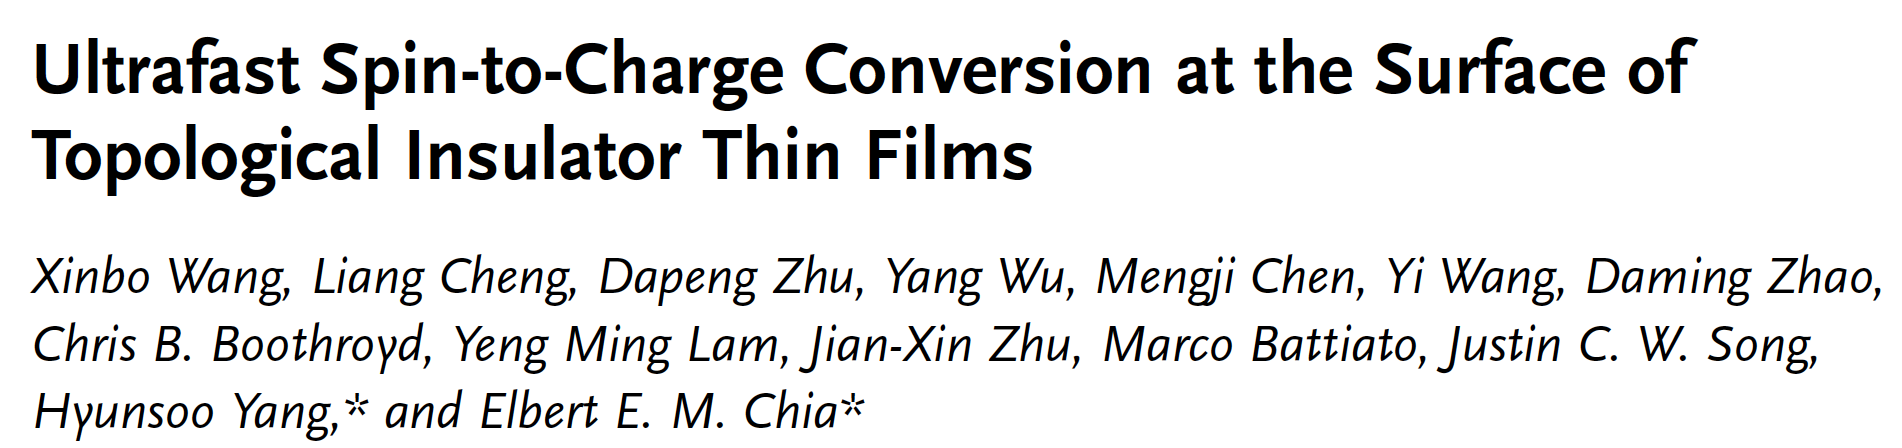 Ultrafast Spin-to-Charge Conversion at the Surface of
Topological Insulator Thin Films
Xinbo Wang, Liang Cheng, Dapeng Zhu, Yang Wu, Mengji Chen, Yi Wang, Daming Zhao,
Chris B. Boothroyd, Yeng Ming Lam, Jian-Xin Zhu, Marco Battiato, Justin C. W. Song,
Hyunsoo Yang,* and Elbert E. M. Chia*